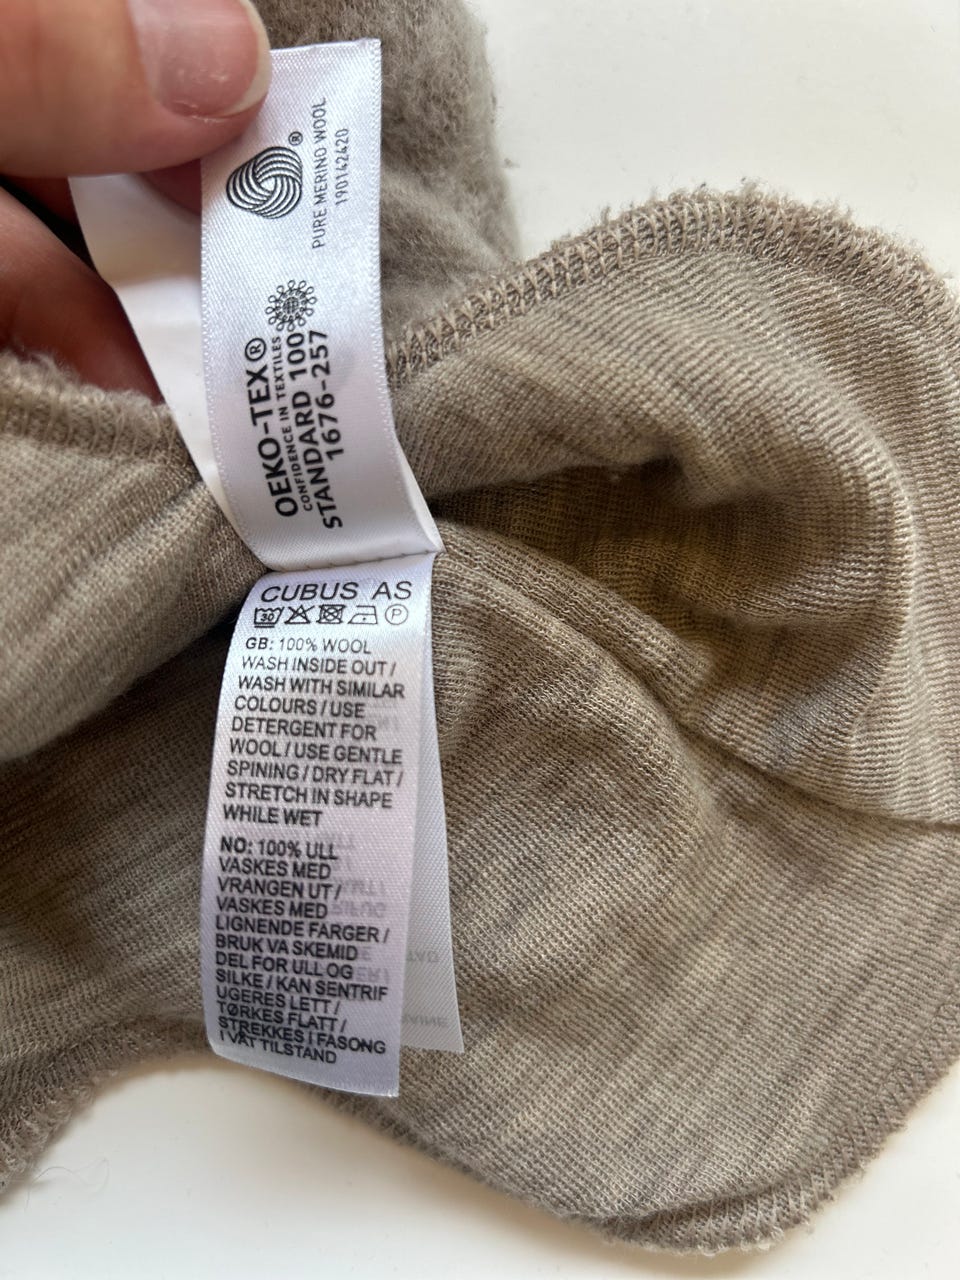 PURE MERINO WOOL
190142420
OEKO-TEX®
CONFIDENCE IN TEXTILES
STANDARD 100
1676-257
CUBUS AS
30 P
GB: 100% WOOL
WASH INSIDE OUT /
WASH WITH SIMILAR
COLOURS / USE
DETERGENT FOR
WOOL / USE GENTLE
SPINING / DRY FLAT /
STRETCH IN SHAPE
WHILE WET
NO: 100% ULL
VASKES MED
VRANGEN UT /
VASKES MED
LIGNENDE FARGER /
BRUK VASKEMID
DEL FOR ULL OG
SILKE / KAN SENTRIF
UGERES LETT /
TØRKES FLATT /
STREKKES I FASONG
I VÅT TILSTAND